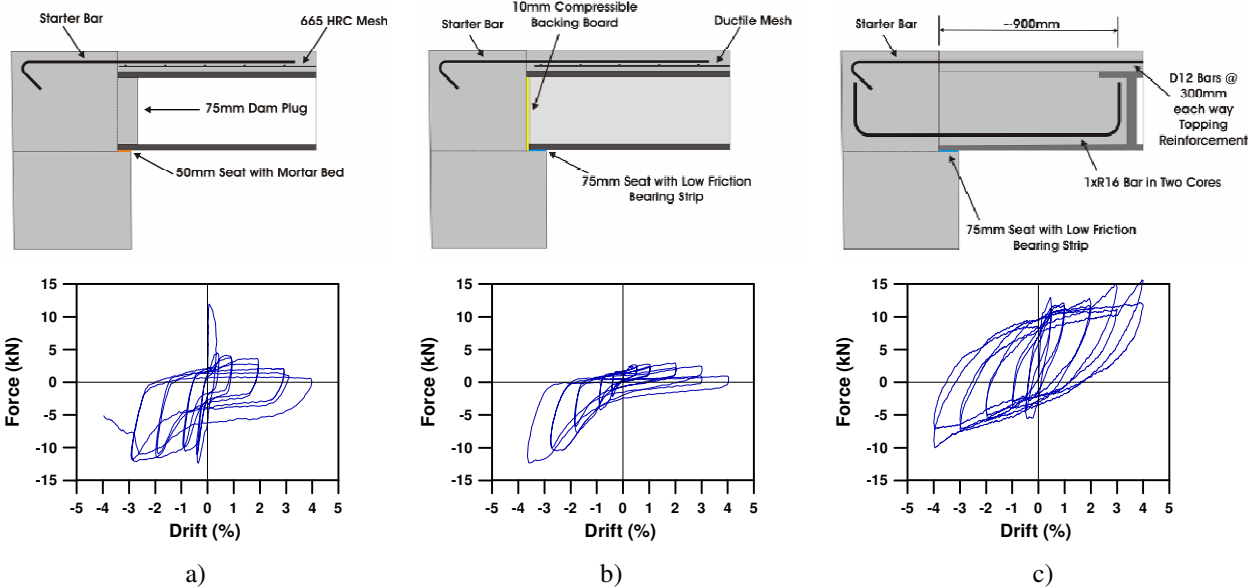 Starter Bar
665 HRC Mesh
75mm Dam Plug
50mm Seat with Mortar Bed
10mm Compressible
Backing Board
Starter Bar
Ductile Mesh
75mm Seat with Low Friction
Bearing Strip
~900mm
Starter Bar
D12 Bars @
300mm
each way
Topping
Reinforcement
1xR16 Bar in Two Cores
75mm Seat with Low Friction
Bearing Strip
15
10
5
0
-5
-10
-15
Force (kN)
-5 -4 -3 -2 -1 0 1 2 3 4 5
Drift (%)
15
10
5
0
-5
-10
-15
Force (kN)
-5 -4 -3 -2 -1 0 1 2 3 4 5
Drift (%)
15
10
5
0
-5
-10
-15
Force (kN)
-5 -4 -3 -2 -1 0 1 2 3 4 5
Drift (%)
a)
b)
c)